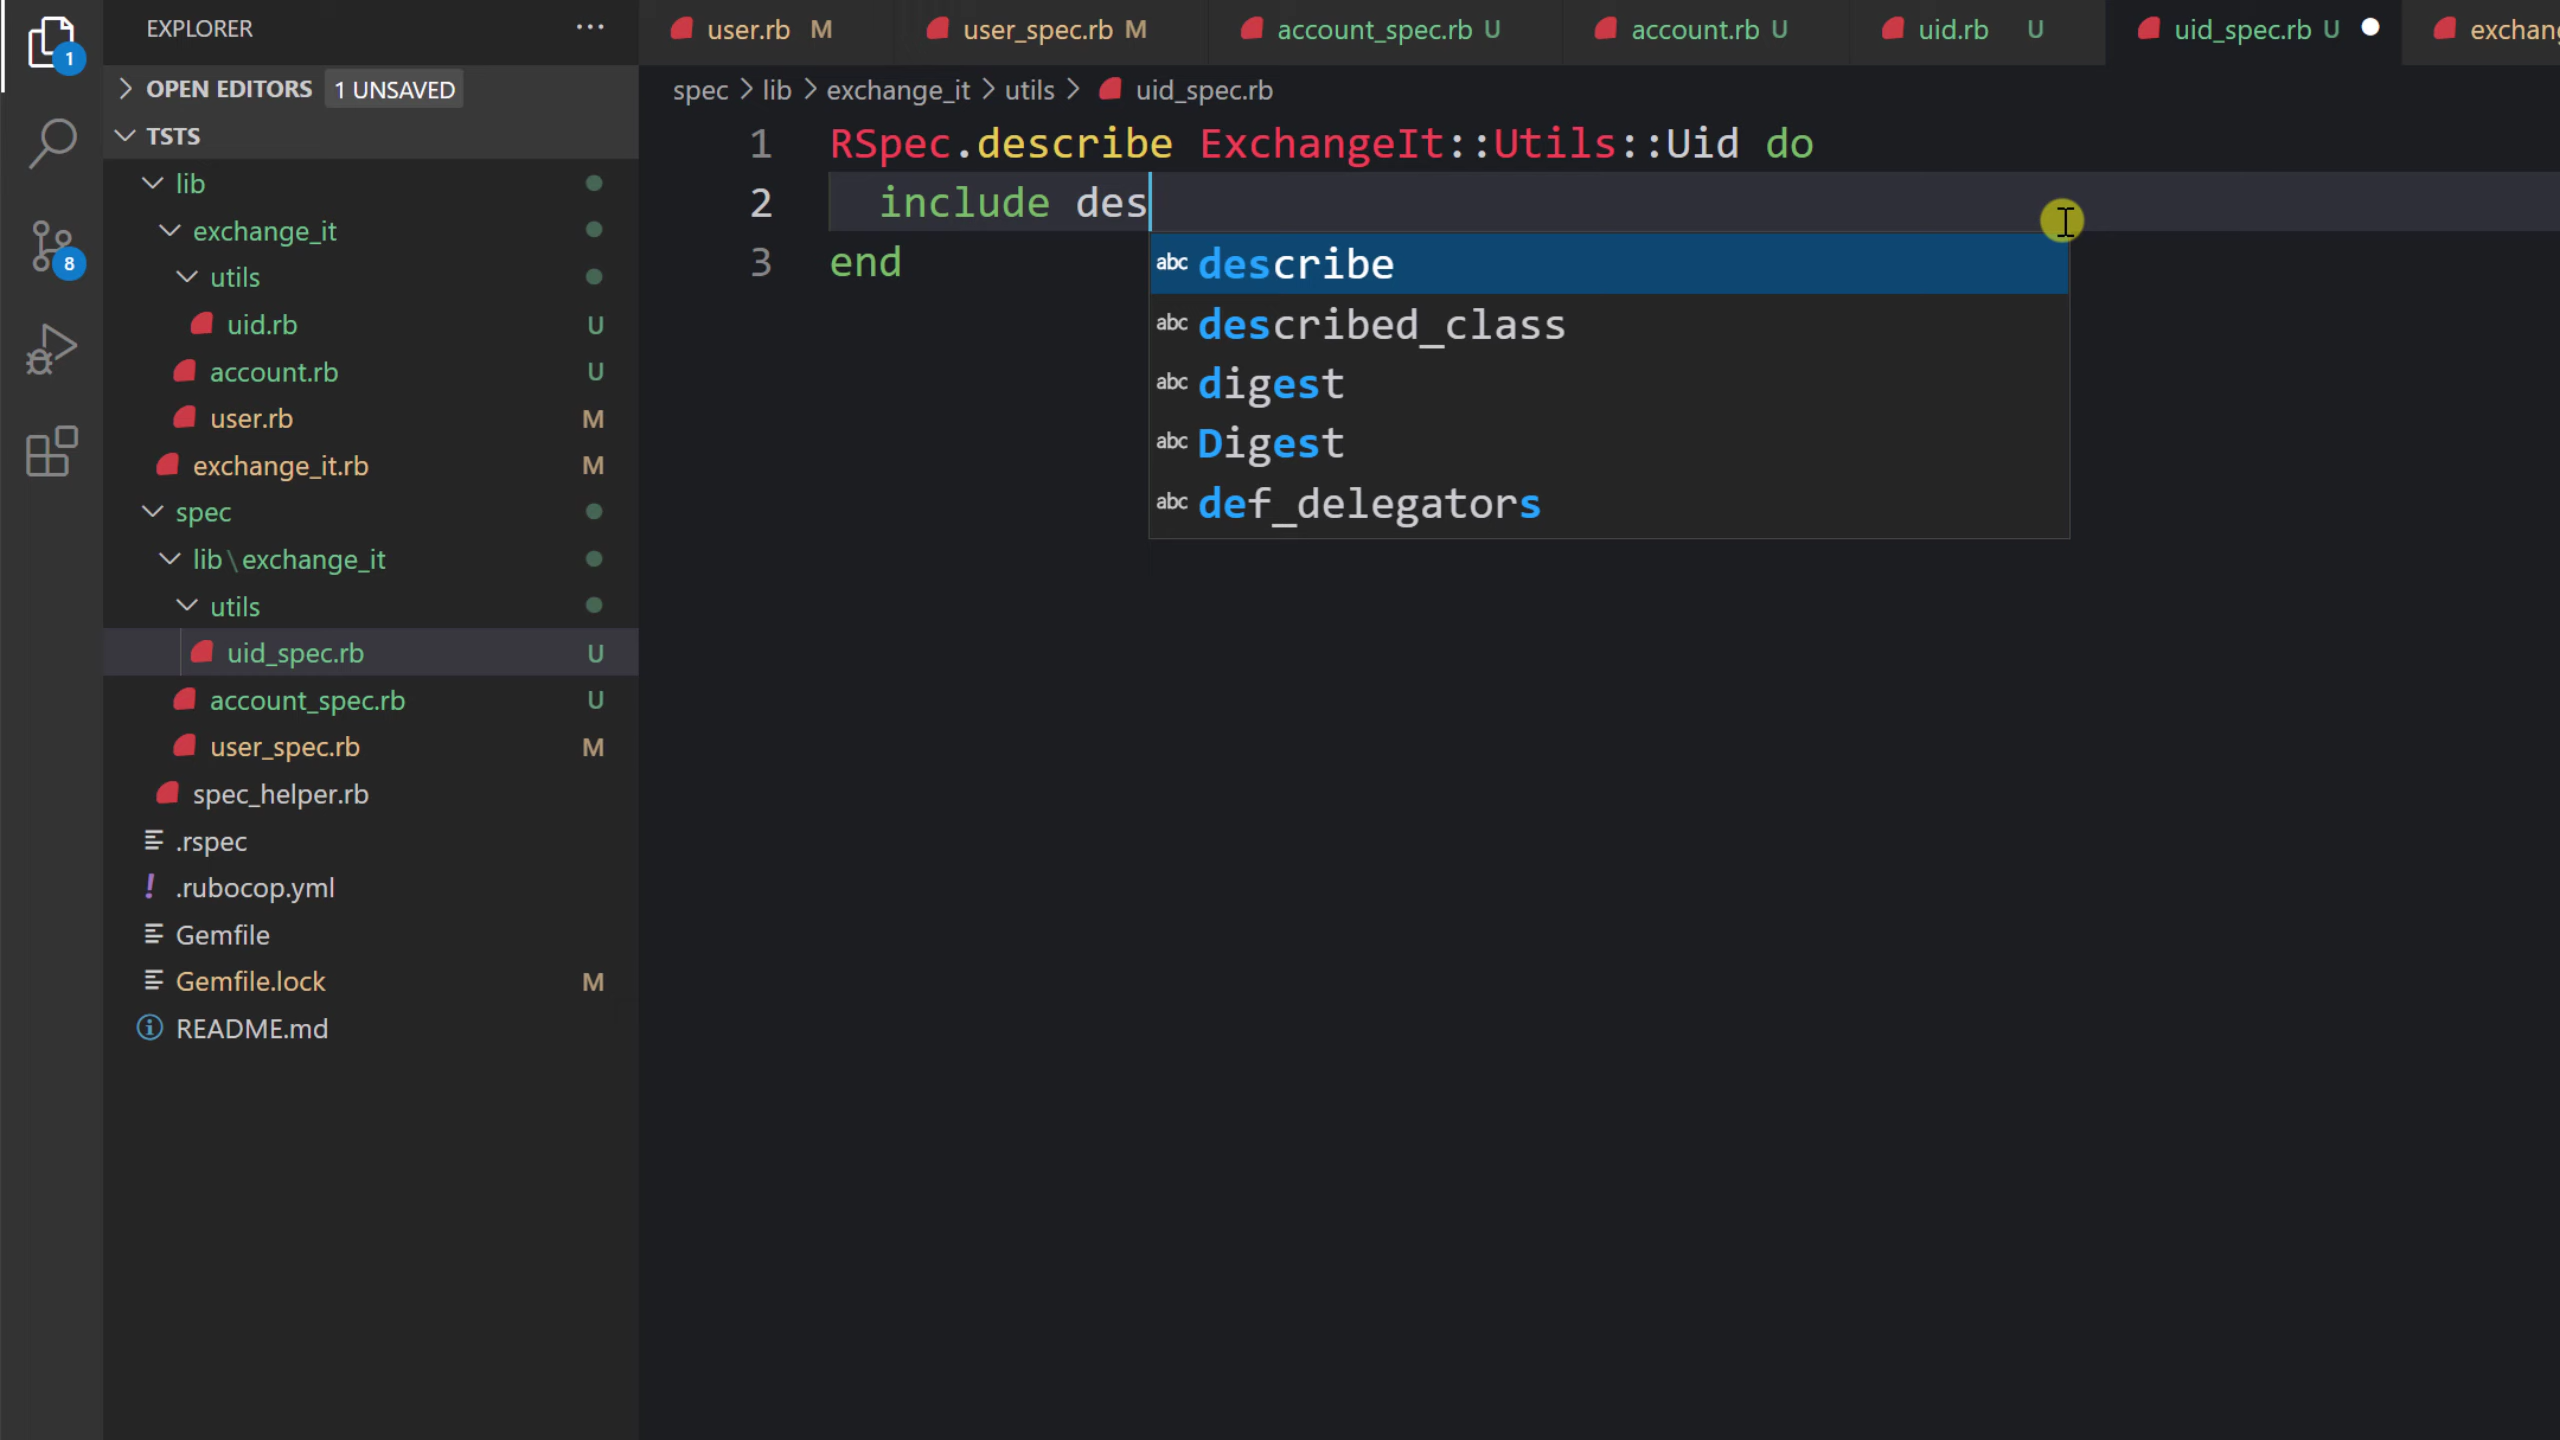 EXPLORER ...
OPEN EDITORS 1 UNSAVED
TSTS
lib
exchange_it
utils
uid.rb U
account.rb U
user.rb M
exchange_it.rb M
spec
lib\exchange_it
utils
uid_spec.rb U
account_spec.rb U
user_spec.rb M
spec_helper.rb
.rspec
! .rubocop.yml
Gemfile
Gemfile.lock M
README.md
1
8
user.rb M user_spec.rb M account_spec.rb U account.rb U uid.rb U uid_spec.rb U exchang
spec > lib > exchange_it > utils > uid_spec.rb
1 RSpec.describe ExchangeIt::Utils::Uid do
2 include des
3 end
abc describe
abc described_class
abc digest
abc Digest
abc def_delegators